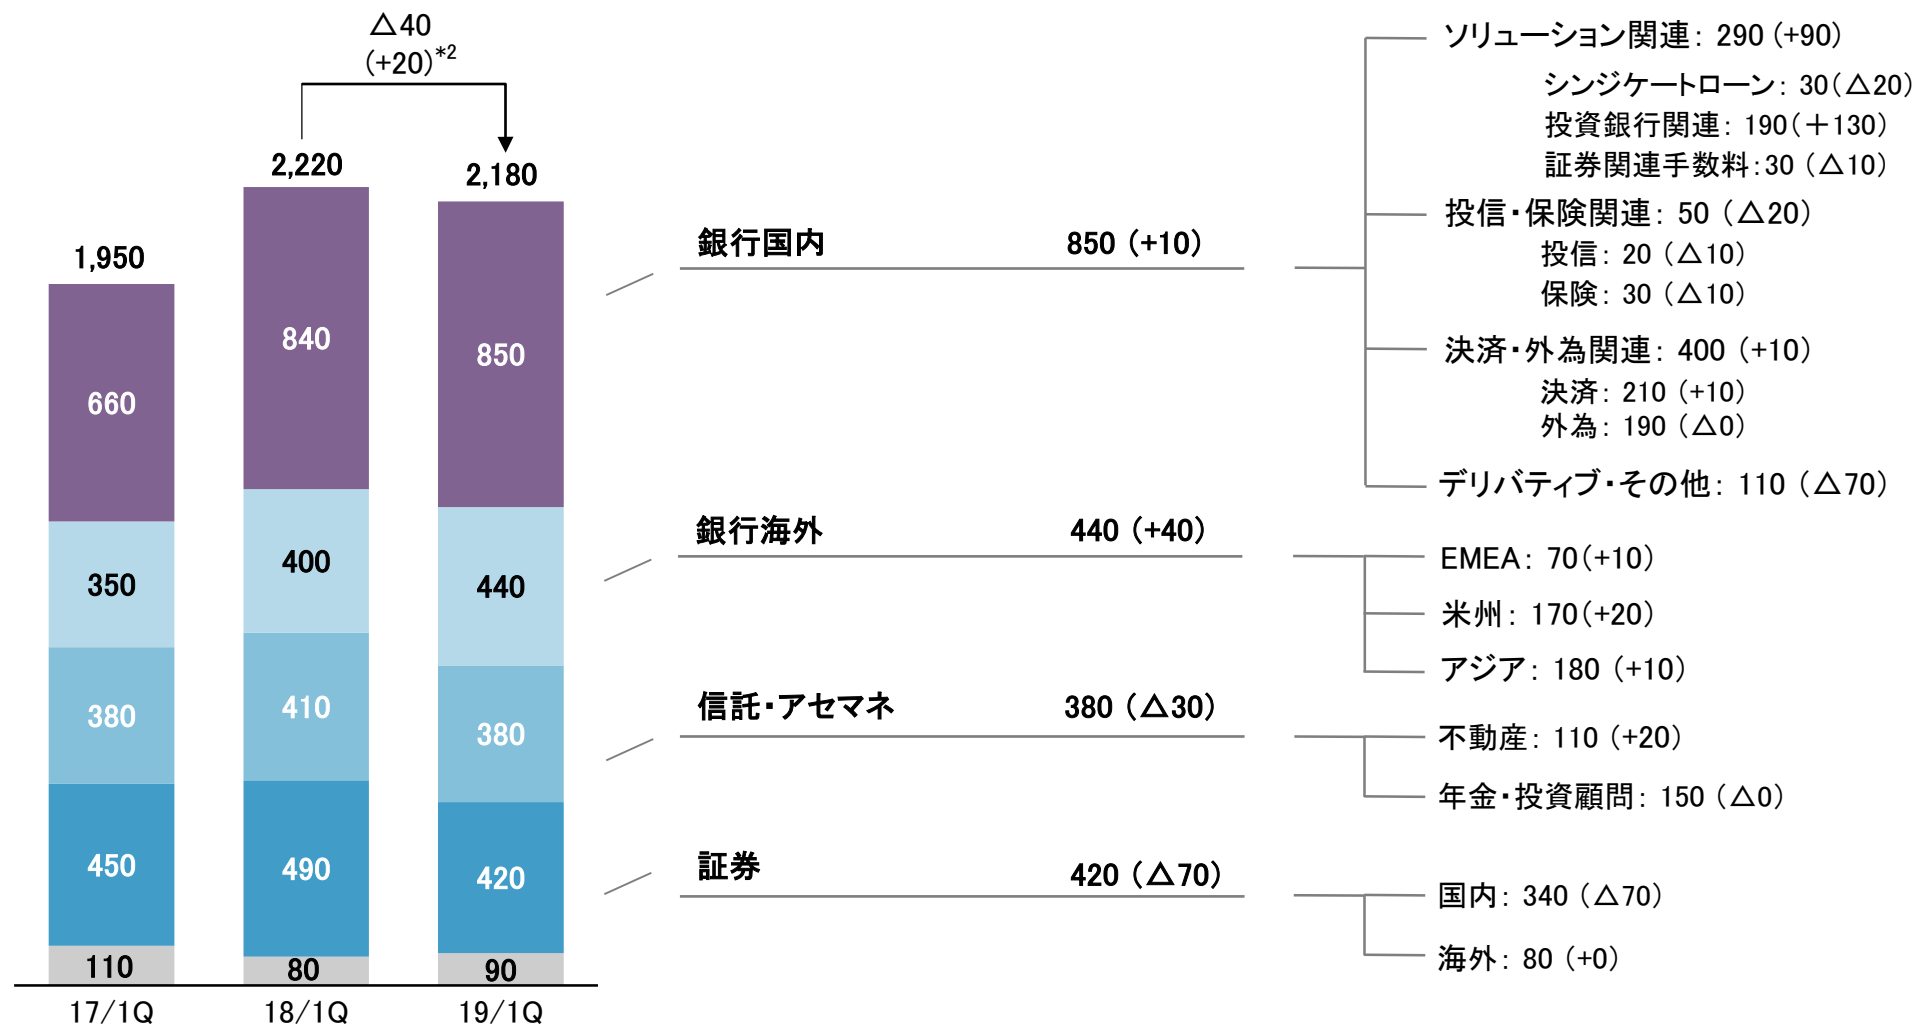 △40
(+20)*2
2,220
2,180
1,950
840
850
660
400
440
350
410
380
380
490
420
450
110
80
90
17/1Q
18/1Q
19/1Q
銀行国内 850 (+10)
銀行海外 440 (+40)
信託・アセマネ 380 (△30)
証券 420 (△70)
ソリューション関連: 290 (+90)
シンジケートローン: 30(△20)
投資銀行関連: 190(+130)
証券関連手数料:30 (△10)
投信・保険関連: 50 (△20)
投信: 20 (△10)
保険: 30 (△10)
決済・外為関連: 400 (+10)
決済: 210 (+10)
外為: 190 (△0)
デリバティブ・その他: 110 (△70)
EMEA: 70(+10)
米州: 170(+20)
アジア: 180 (+10)
不動産: 110 (+20)
年金・投資顧問: 150 (△0)
国内: 340 (△70)
海外: 80 (+0)